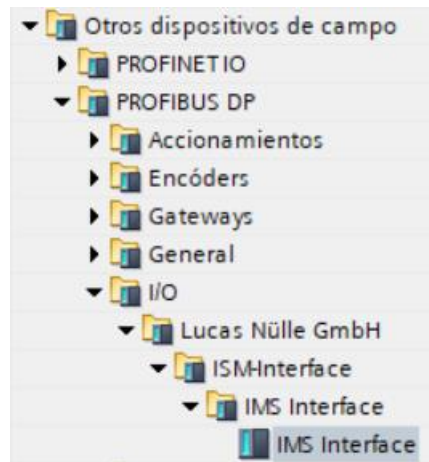 Otros dispositivos de campo
PROFINET IO
PROFIBUS DP
Accionamientos
Encóders
Gateways
General
I/O
Lucas Nülle GmbH
ISM-Interface
IMS Interface
IMS Interface